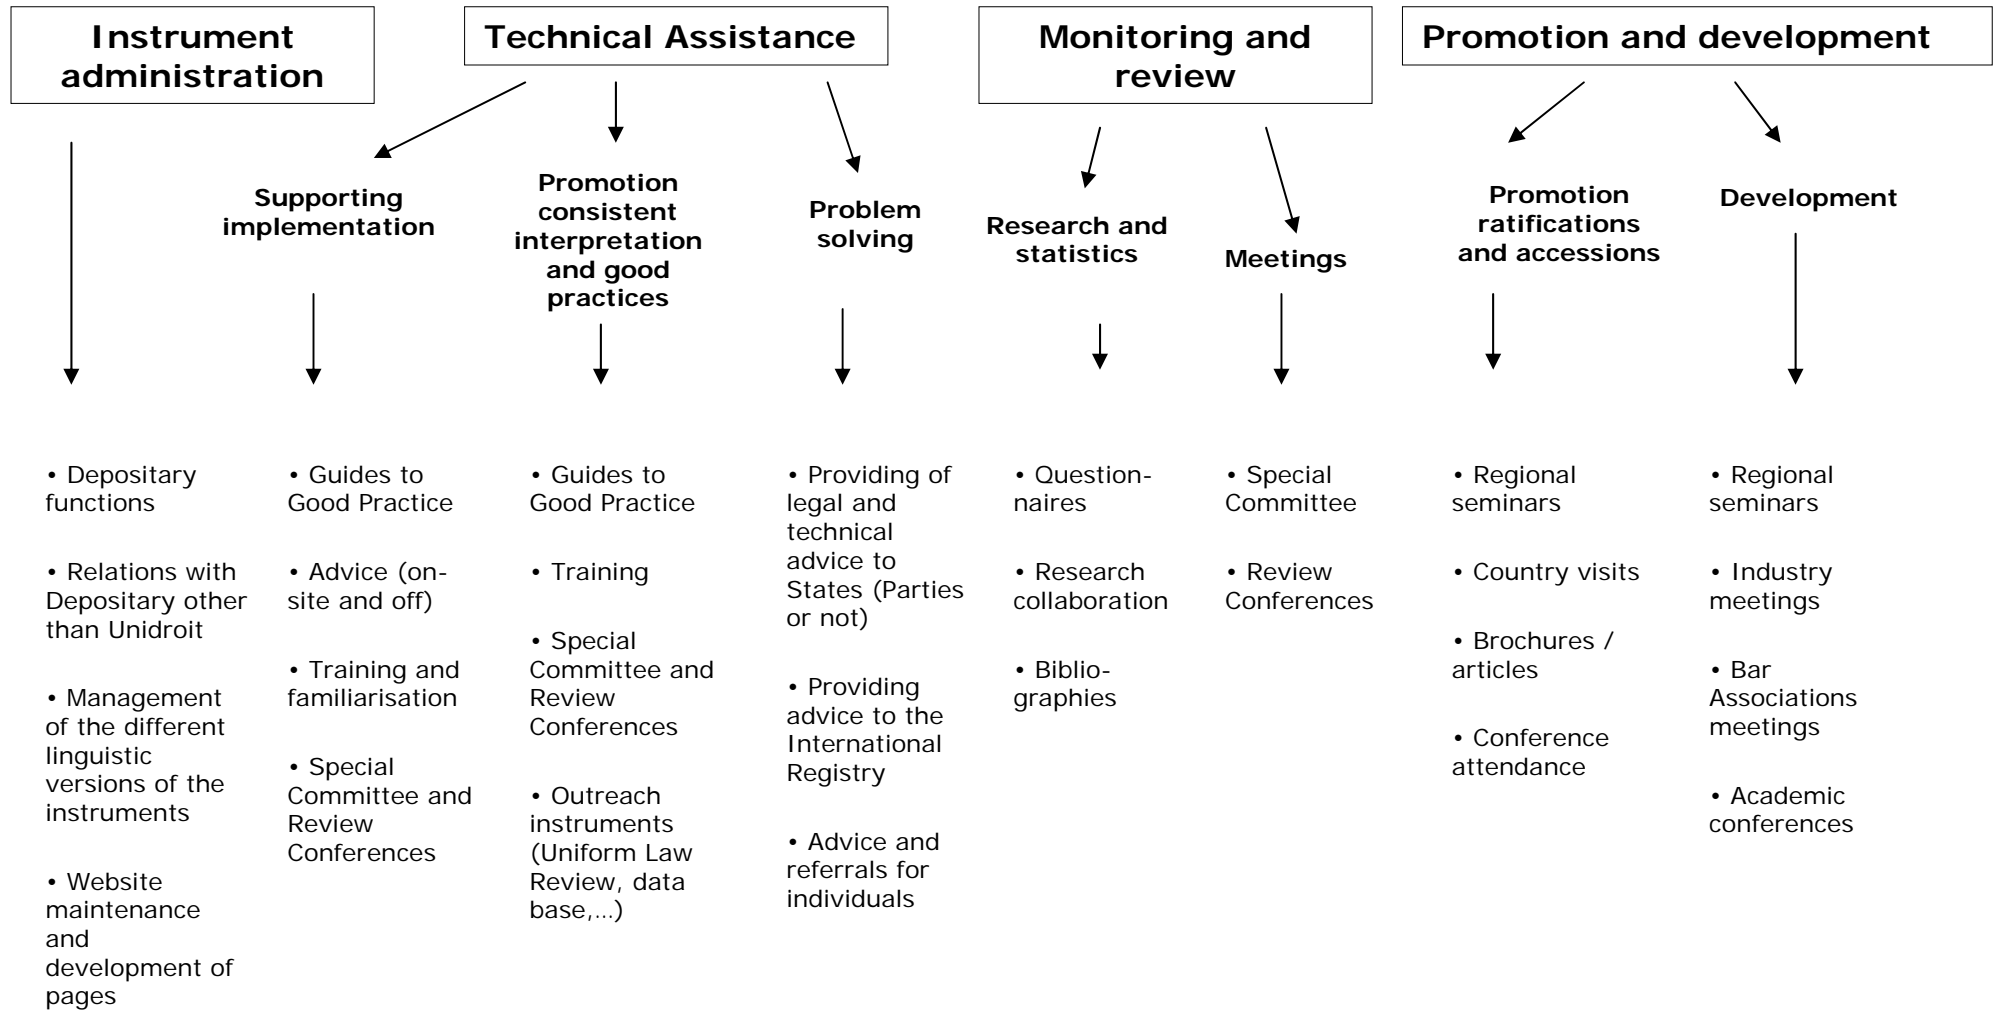 Instrument
administration
Technical Assistance
Monitoring and
review
Promotion and development
Supporting
implementation
Promotion
consistent
interpretation
and good
practices
Problem
solving
Research and
statistics
Meetings
Promotion
ratifications
and accessions
Development
• Depositary
functions
• Relations with
Depositary other
than Unidroit
• Management
of the different
linguistic
versions of the
instruments
• Website
maintenance
and
development of
pages
• Guides to
Good Practice
• Advice (on-
site and off)
• Training and
familiarisation
• Special
Committee and
Review
Conferences
• Guides to
Good Practice
• Training
• Special
Committee and
Review
Conferences
• Outreach
instruments
(Uniform Law
Review, data
base,…)
• Providing of
legal and
technical
advice to
States (Parties
or not)
• Providing
advice to the
International
Registry
• Advice and
referrals for
individuals
• Question-
naires
• Research
collaboration
• Biblio-
graphies
• Special
Committee
• Review
Conferences
• Regional
seminars
• Country visits
• Brochures /
articles
• Conference
attendance
• Regional
seminars
• Industry
meetings
• Bar
Associations
meetings
• Academic
conferences